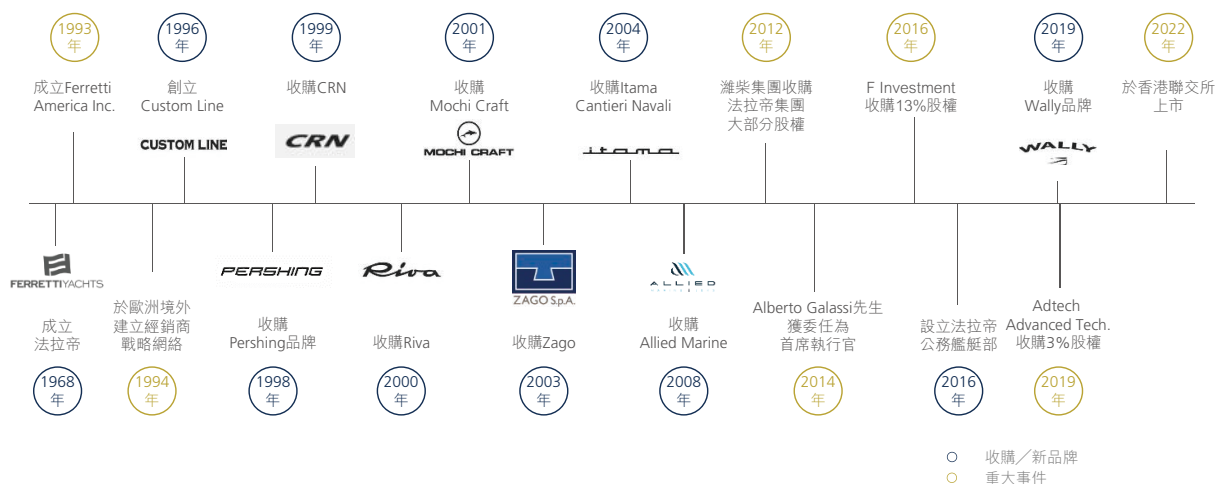 1993
年
成立Ferretti
America Inc.
1996
年
創立
Custom Line
CUSTOM LINE
1999
年
收購CRN
CRN
2001
年
收購
Mochi Craft
MOCHI CRAFT
2004
年
收購Itama
Cantieri Navali
itama
2012
年
濰柴集團收購
法拉帝集團
大部分股權
2016
年
F Investment
收購13%股權
2019
年
收購
Wally品牌
WALLY
2022
年
於香港聯交所
上市
FERRETTIYACHTS
成立
法拉帝
1968
年
於歐洲境外
建立經銷商
戰略網絡
1994
年
PERSHING
收購
Pershing品牌
1998
年
Riva
收購Riva
2000
年
ZAGO S.p.A.
收購Zago
2003
年
ALLIED
收購
Allied Marine
2008
年
Alberto Galassi先生
獲委任為
首席執行官
2014
年
設立法拉帝
公務艦艇部
2016
年
Adtech
Advanced Tech.
收購3%股權
2019
年
收購／新品牌
重大事件